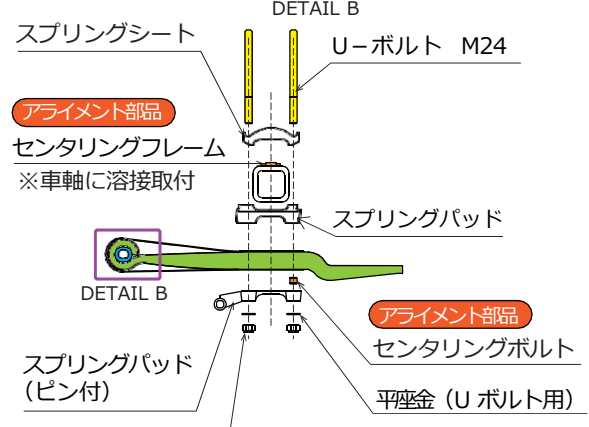 DETAIL B
スプリングシート
U－ボルト M24
アライメント部品
センタリングフレーム
※車軸に溶接取付
スプリングパッド
DETAIL B
アライメント部品
センタリングボルト
スプリングパッド
（ピン付）
平座金（U ボルト用）